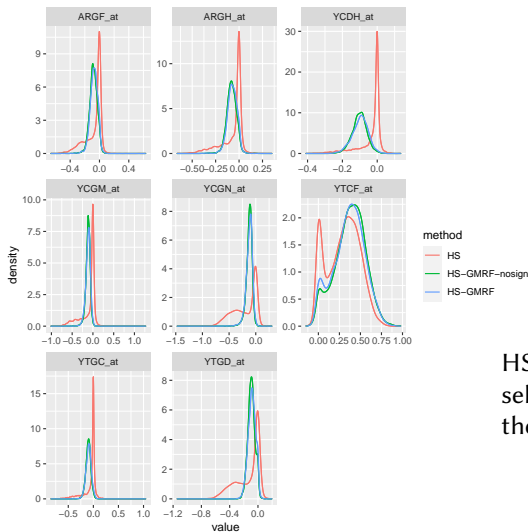 ARGF_at ARGH_at YCDH_at
9 6 3 0
10 5 0
30 20 10 0
-0.4 0.0 0.4
-0.50 -0.25 0.00 0.25
-0.4 -0.2 0.0
YCGM_at YCGN_at YTCF_at
10.0 7.5 5.0 2.5 0.0
8 6 4 2 0
2.0 1.5 1.0 0.5 0.0
-1.0 -0.5 0.0 0.5
-1.5 -1.0 -0.5 0.0
0.00 0.25 0.50 0.75 1.00
YTGC_at YTGD_at
15 10 5 0
8 6 4 2 0
-0.5 0.0 0.5
-1.2 -0.8 -0.4 0.0
density
value
method
HS
HS-GMRF-nosign
HS-GMRF
HS
sel
the